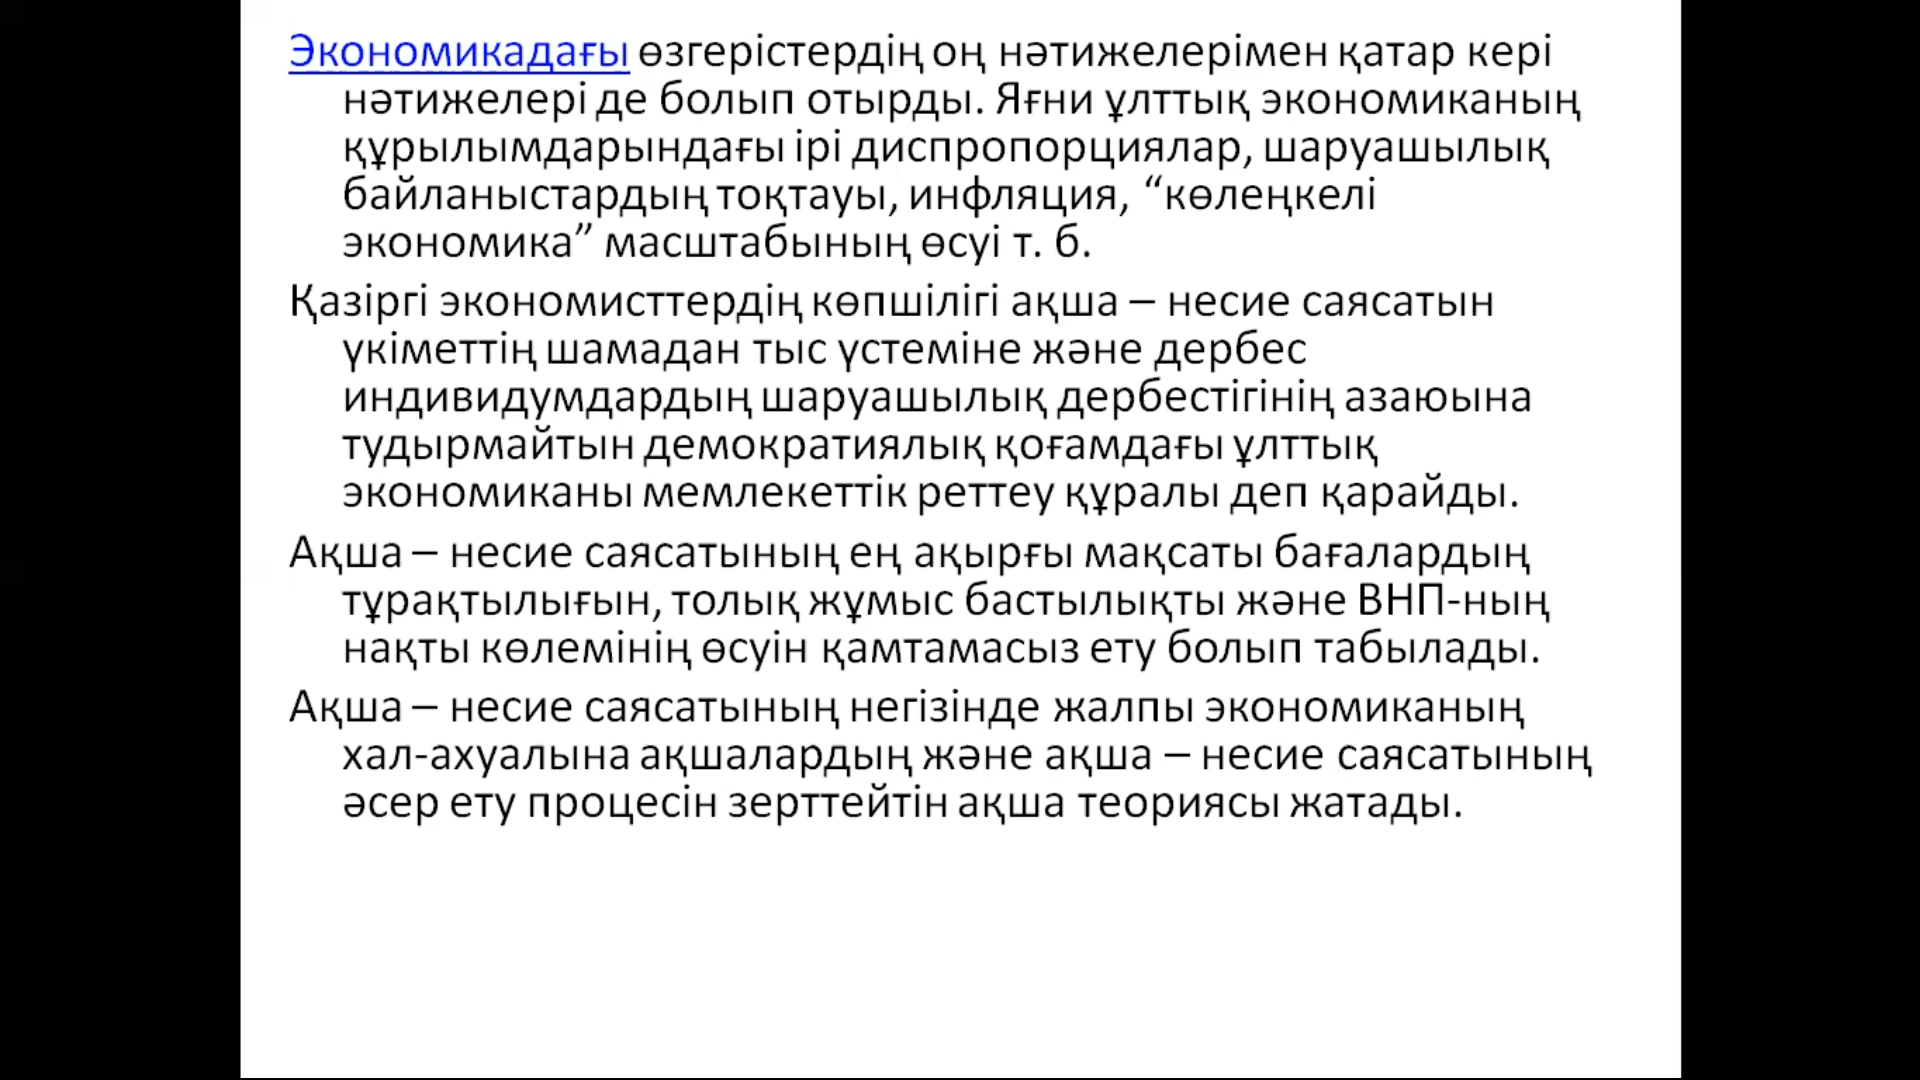 Экономикадағы өзгерістердің оң нәтижелерімен қатар кері
нәтижелері де болып отырды. Яғни ұлттық экономиканың
құрылымдарындағы ірі диспропорциялар, шаруашылық
байланыстардың тоқтауы, инфляция, “көлеңкелі
экономика” масштабының өсуі т. б.
Қазіргі экономисттердің көпшілігі ақша – несие саясатын
үкіметтің шамадан тыс үстеміне және дербес
индивидумдардың шаруашылық дербестігінің азаюына
тудырмайтын демократиялық қоғамдағы ұлттық
экономиканы мемлекеттік реттеу құралы деп қарайды.
Ақша – несие саясатының ең ақырғы мақсаты бағалардың
тұрақтылығын, толық жұмыс бастылықты және ВНП-ның
нақты көлемінің өсуін қамтамасыз ету болып табылады.
Ақша – несие саясатының негізінде жалпы экономиканың
хал-ахуалына ақшалардың және ақша – несие саясатының
әсер ету процесін зерттейтін ақша теориясы жатады.